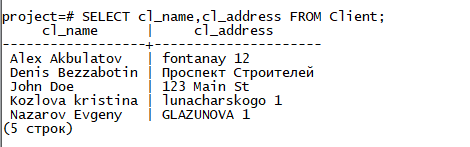 project=# SELECT cl_name,cl_address FROM Client;
cl_name | cl_address
------------------+---------------------
Alex Akbulatov | fontanay 12
Denis Bezzabotin | Проспект Строителей
John Doe | 123 Main St
Kozlova kristina | lunacharskogo 1
Nazarov Evgeny | GLAZUNOVA 1
(5 строк)